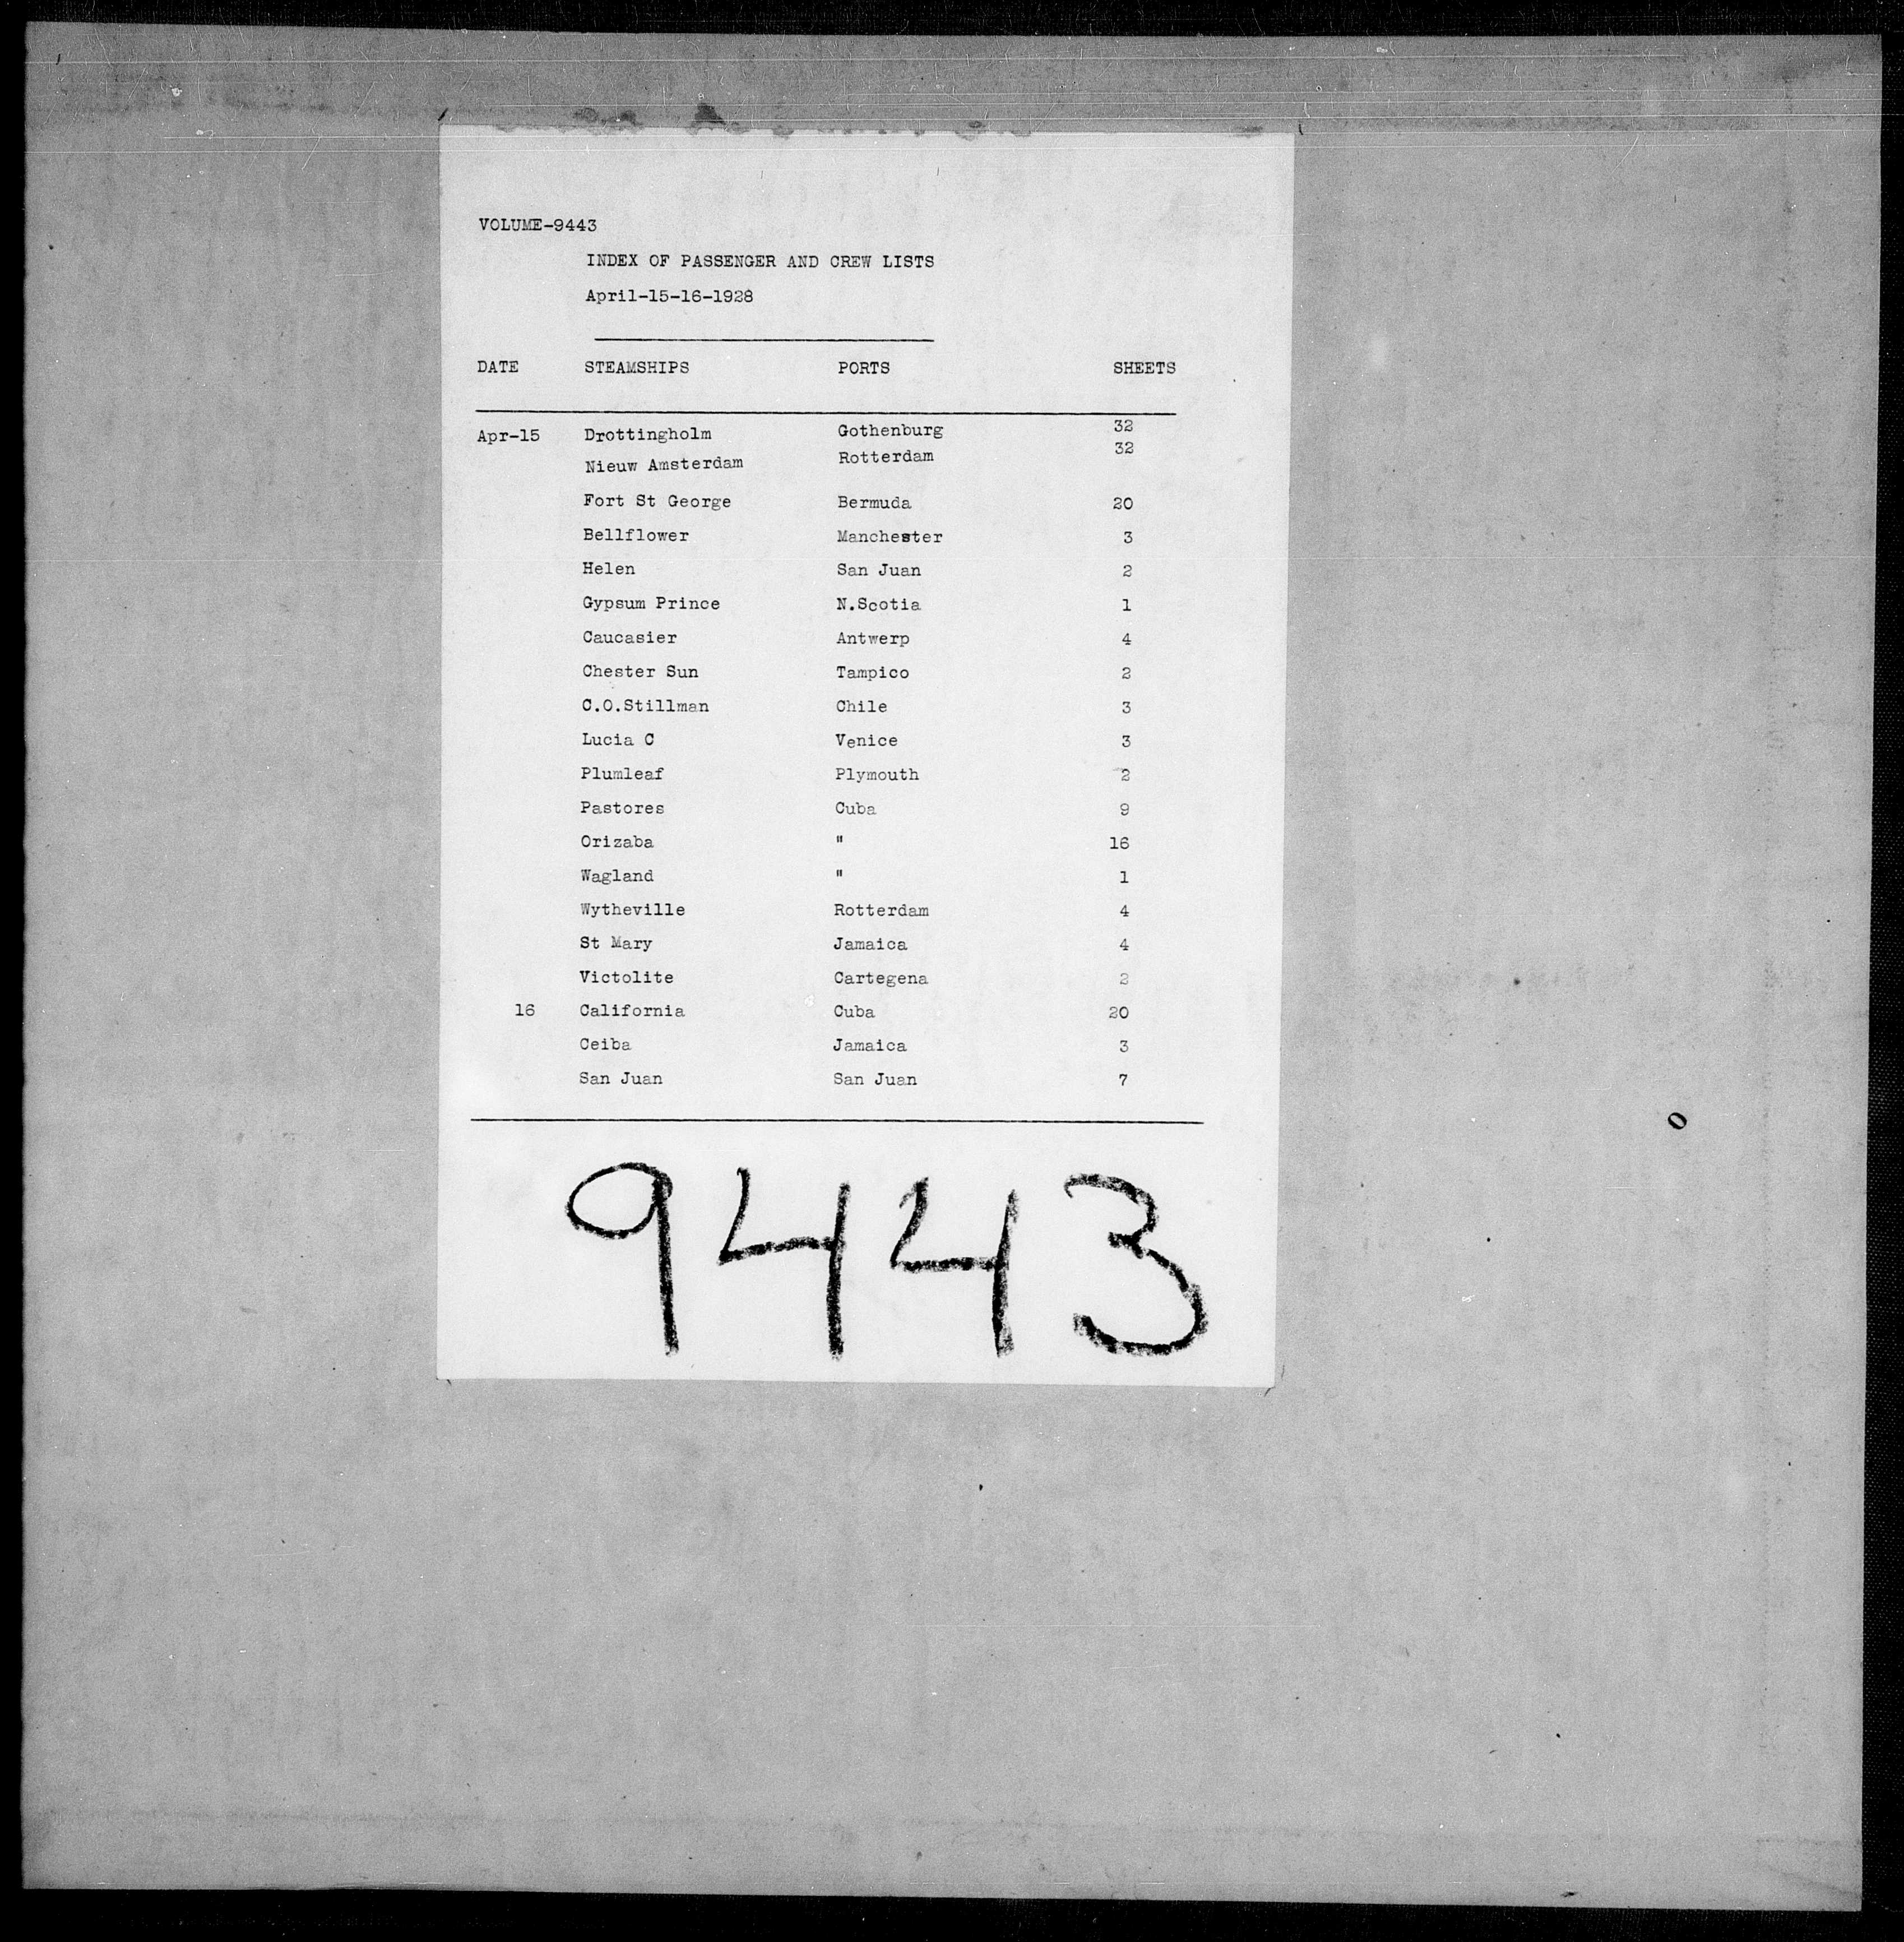 VOLUME-9443
INDEX OF PASSENGER AND CREW LISTS
April-15-16-1928
DATE STEAMSHIPS PORTS SHEETS
Apr-15 Drottingholm Gothenburg 32
Nieuw Amsterdam Rotterdam 32
Fort St George Bermuda 20
Bellflower Manchester 3
Helen San Juan 2
Gypsum Prince N.Scotia 1
Caucasier Antwerp 4
Chester Sun Tampico 2
C.O.Stillman Chile 3
Lucia C Venice 3
Plumleaf Plymouth 2
Pastores Cuba 9
Orizaba " 16
Wagland " 1
Wytheville Rotterdam 4
St Mary Jamaica 4
Victolite Cartegena 2
16 California Cuba 20
Ceiba Jamaica 3
San Juan San Juan 7
9443
0